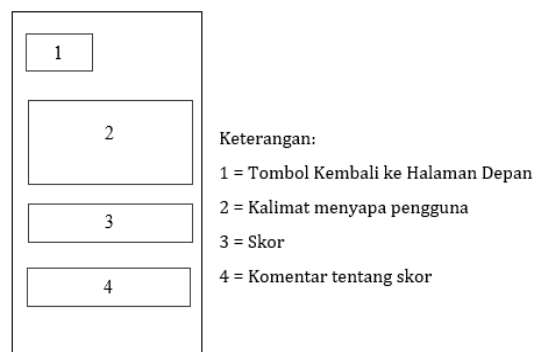 1
2
3
4
Keterangan:
1 = Tombol Kembali ke Halaman Depan
2 = Kalimat menyapa pengguna
3 = Skor
4 = Komentar tentang skor